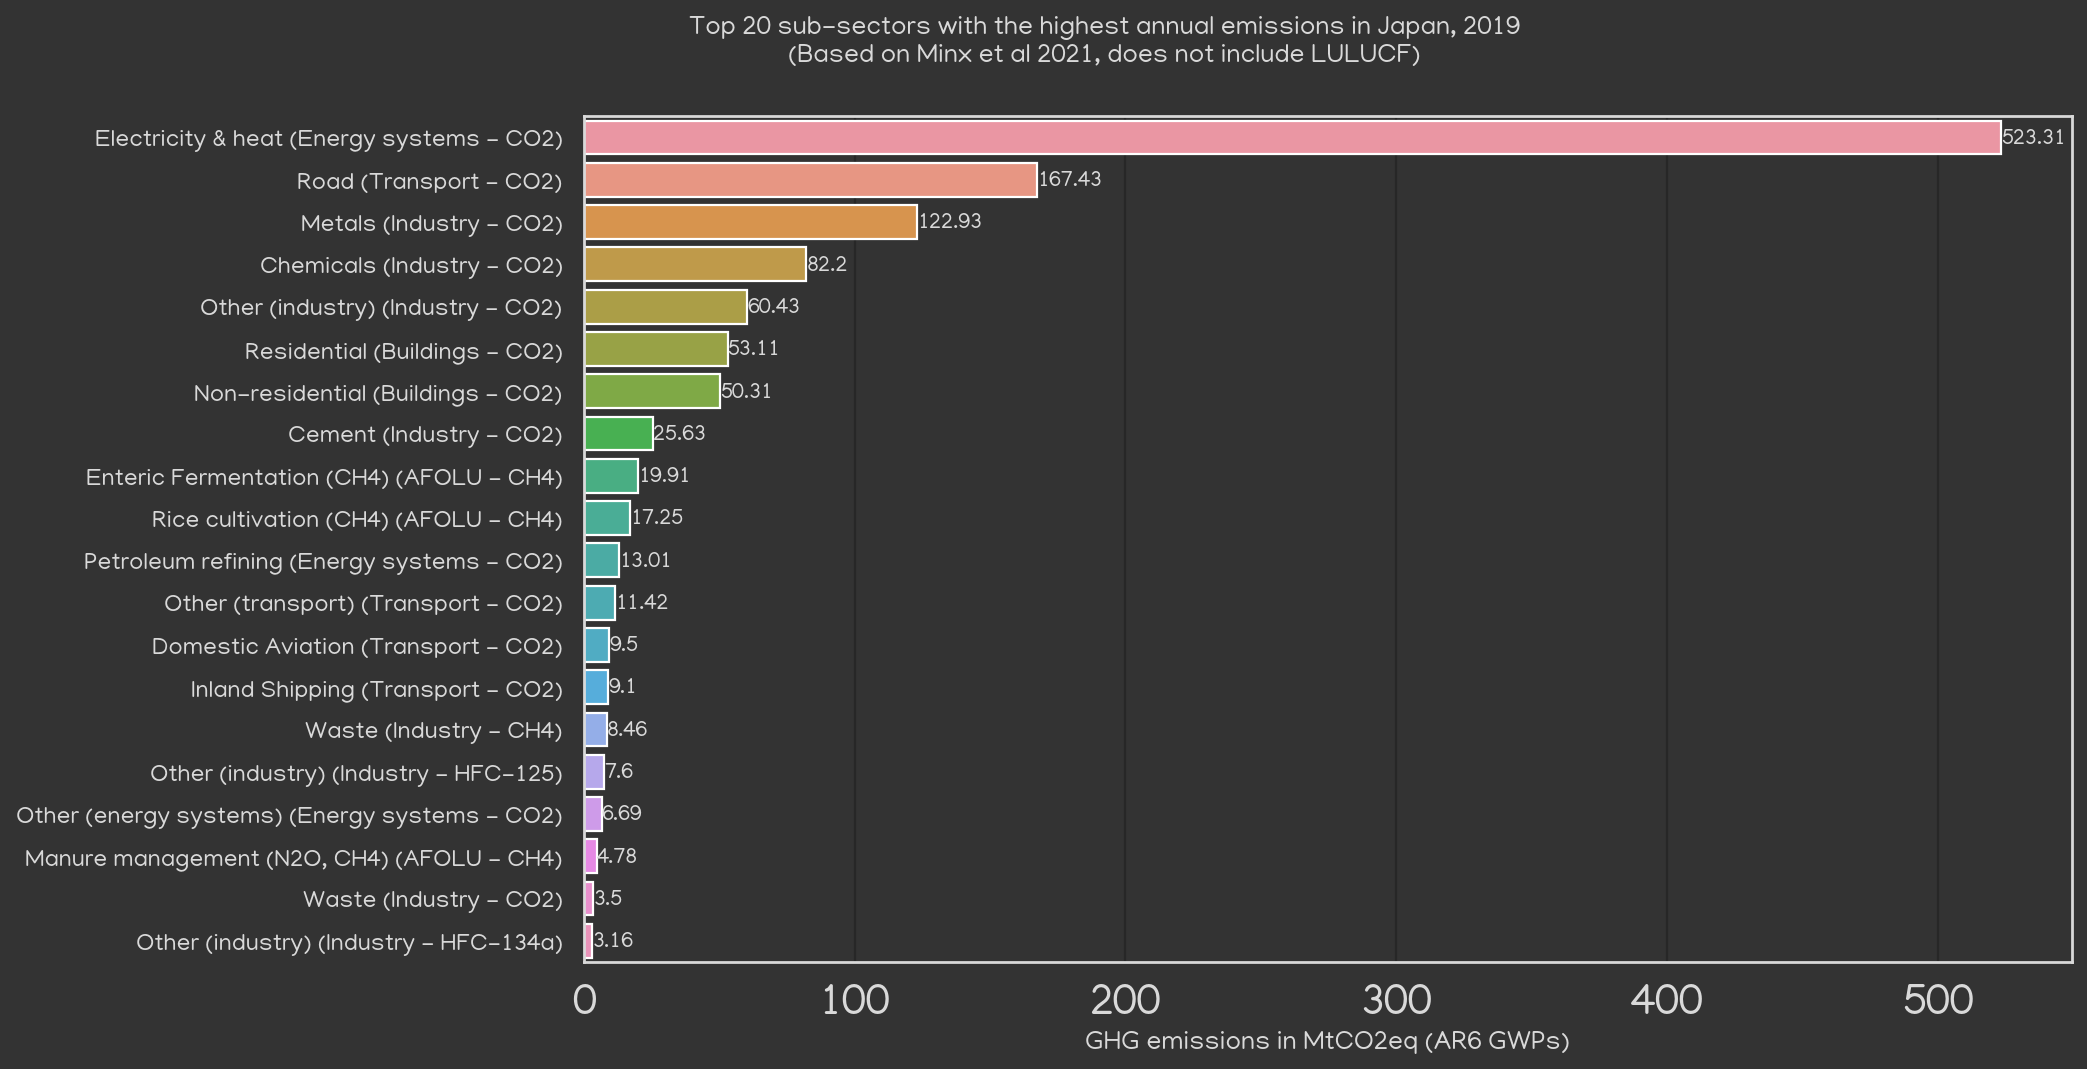 Top 20 sub-sectors with the highest annual emissions in Japan, 2019
(Based on Minx et al 2021, does not include LULUCF)
Electricity & heat (Energy systems - CO2) 523.31
Road (Transport - CO2) 167.43
Metals (Industry - CO2) 122.93
Chemicals (Industry - CO2) 82.2
Other (industry) (Industry - CO2) 60.43
Residential (Buildings - CO2) 53.11
Non-residential (Buildings - CO2) 50.31
Cement (Industry - CO2) 25.63
Enteric Fermentation (CH4) (AFOLU - CH4) 19.91
Rice cultivation (CH4) (AFOLU - CH4) 17.25
Petroleum refining (Energy systems - CO2) 13.01
Other (transport) (Transport - CO2) 11.42
Domestic Aviation (Transport - CO2) 9.5
Inland Shipping (Transport - CO2) 9.1
Waste (Industry - CH4) 8.46
Other (industry) (Industry - HFC-125) 7.6
Other (energy systems) (Energy systems - CO2) 6.69
Manure management (N2O, CH4) (AFOLU - CH4) 4.78
Waste (Industry - CO2) 3.5
Other (industry) (Industry - HFC-134a) 3.16
0 100 200 300 400 500
GHG emissions in MtCO2eq (AR6 GWPs)